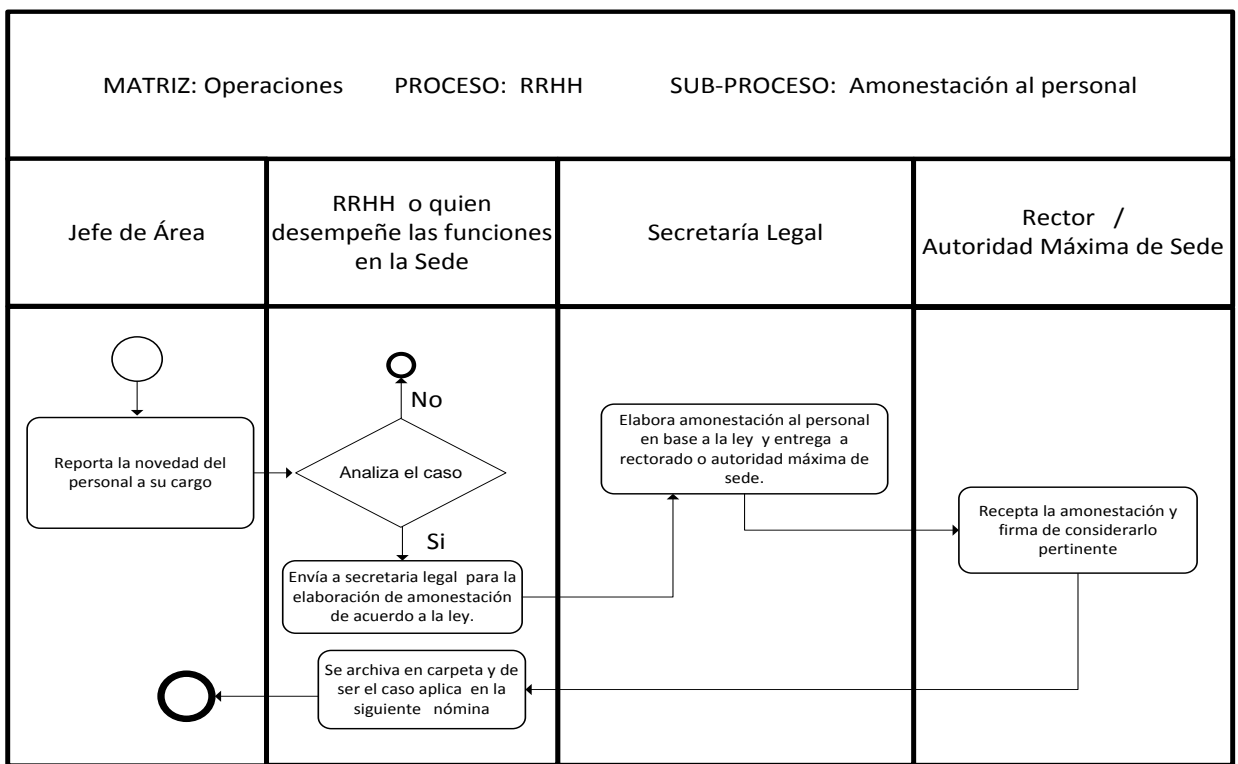 MATRIZ: Operaciones PROCESO: RRHH SUB-PROCESO: Amonestación al personal
Jefe de Área
RRHH o quien
desempeñe las funciones
en la Sede
Secretaría Legal
Rector /
Autoridad Máxima de Sede
Reporta la novedad del
personal a su cargo
No
Analiza el caso
Si
Envía a secretaria legal para la
elaboración de amonestación
de acuerdo a la ley.
Elabora amonestación al personal
en base a la ley y entrega a
rectorado o autoridad máxima de
sede.
Recepta la amonestación y
firma de considerarlo
pertinente
Se archiva en carpeta y de
ser el caso aplica en la
siguiente nómina